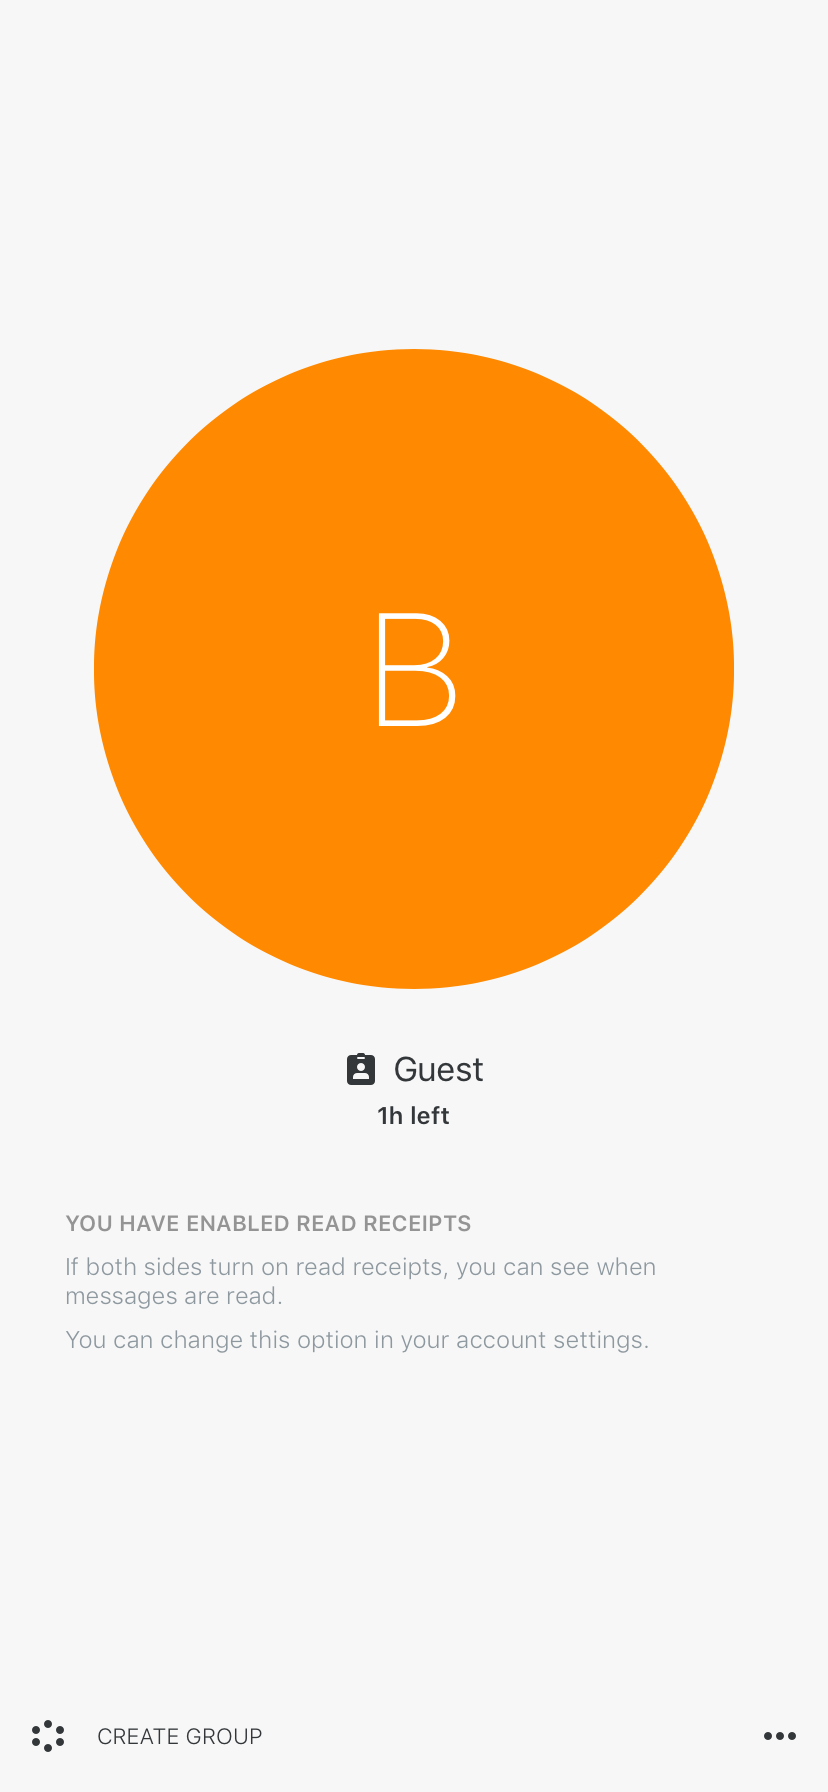 B
Guest
1h left
YOU HAVE ENABLED READ RECEIPTS
If both sides turn on read receipts, you can see when
messages are read.
You can change this option in your account settings.
CREATE GROUP